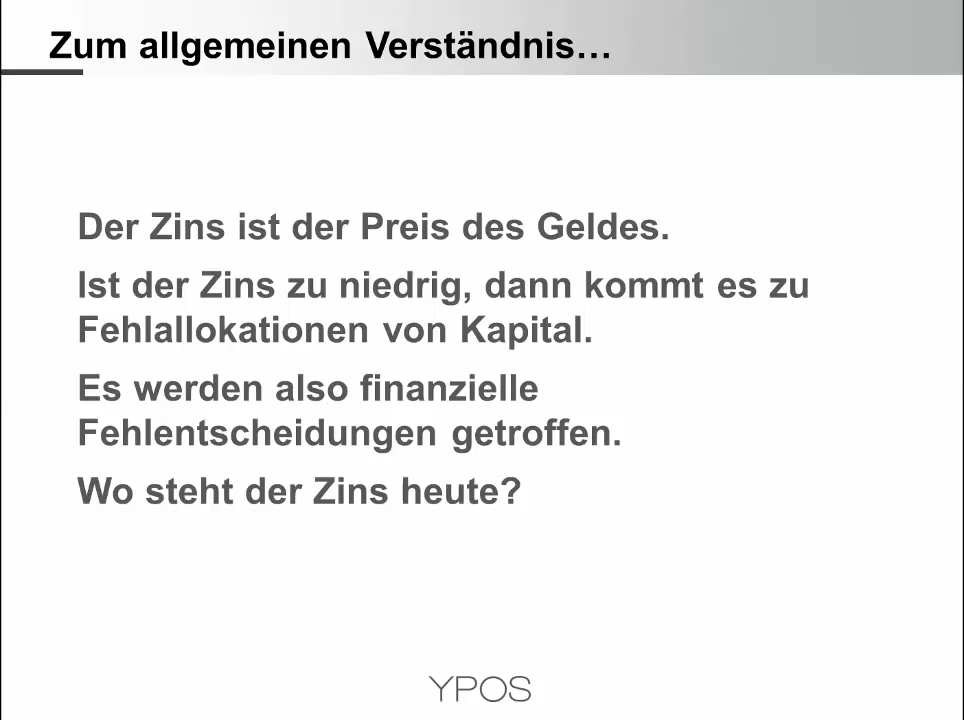 Zum allgemeinen Verständnis…
Der Zins ist der Preis des Geldes.
Ist der Zins zu niedrig, dann kommt es zu
Fehlallokationen von Kapital.
Es werden also finanzielle
Fehlentscheidungen getroffen.
Wo steht der Zins heute?
YPOS